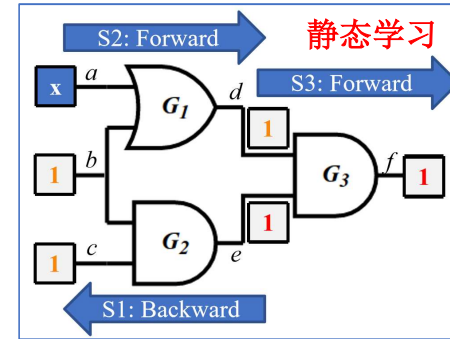 S2: Forward
静态学习
x
a
G1
d
S3: Forward
1
1
b
G3
f
1
1
c
G2
1
e
S1: Backward